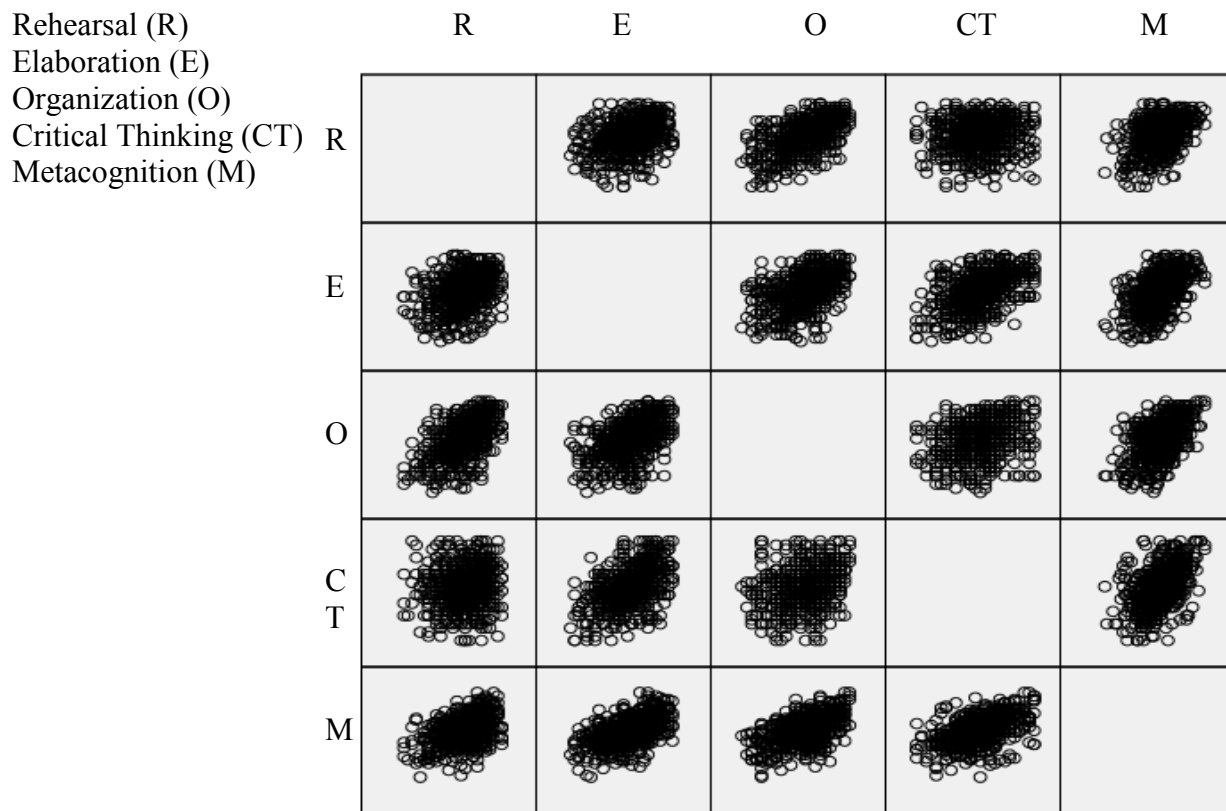 Rehearsal (R)
Elaboration (E)
Organization (O)
Critical Thinking (CT)
Metacognition (M)
R E O CT M
R
E
O
C
T
M